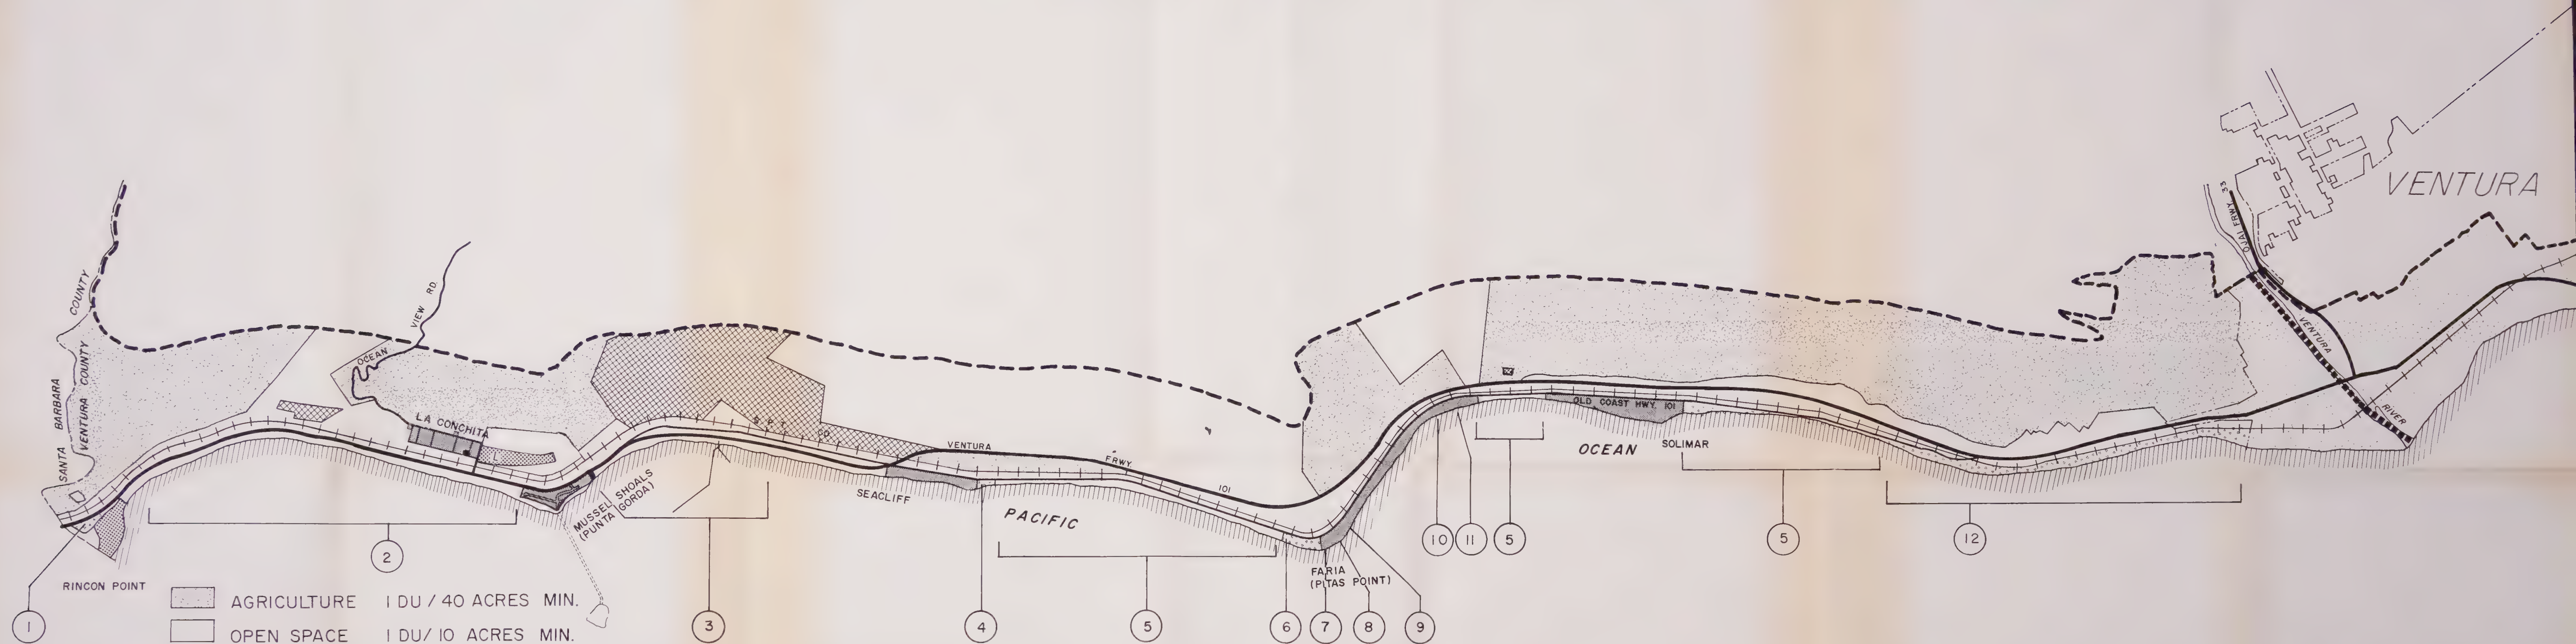 VENTURA
33
OJAI FRWY
COUNTY
SANTA BARBARA
VENTURA COUNTY
VIEW RD.
OCEAN
LA CONCHITA
VENTURA
RIVER
OLD COAST HWY. 101
VENTURA
FRWY.
101
OCEAN
SOLIMAR
MUSSEL SHOALS
(PUNTA GORDA)
SEACLIFF
PACIFIC
10
11
5
5
12
2
FARIA
(PITAS POINT)
RINCON POINT
1
3
4
5
6
7
8
9
AGRICULTURE 1 DU / 40 ACRES MIN.
OPEN SPACE 1 DU / 10 ACRES MIN.